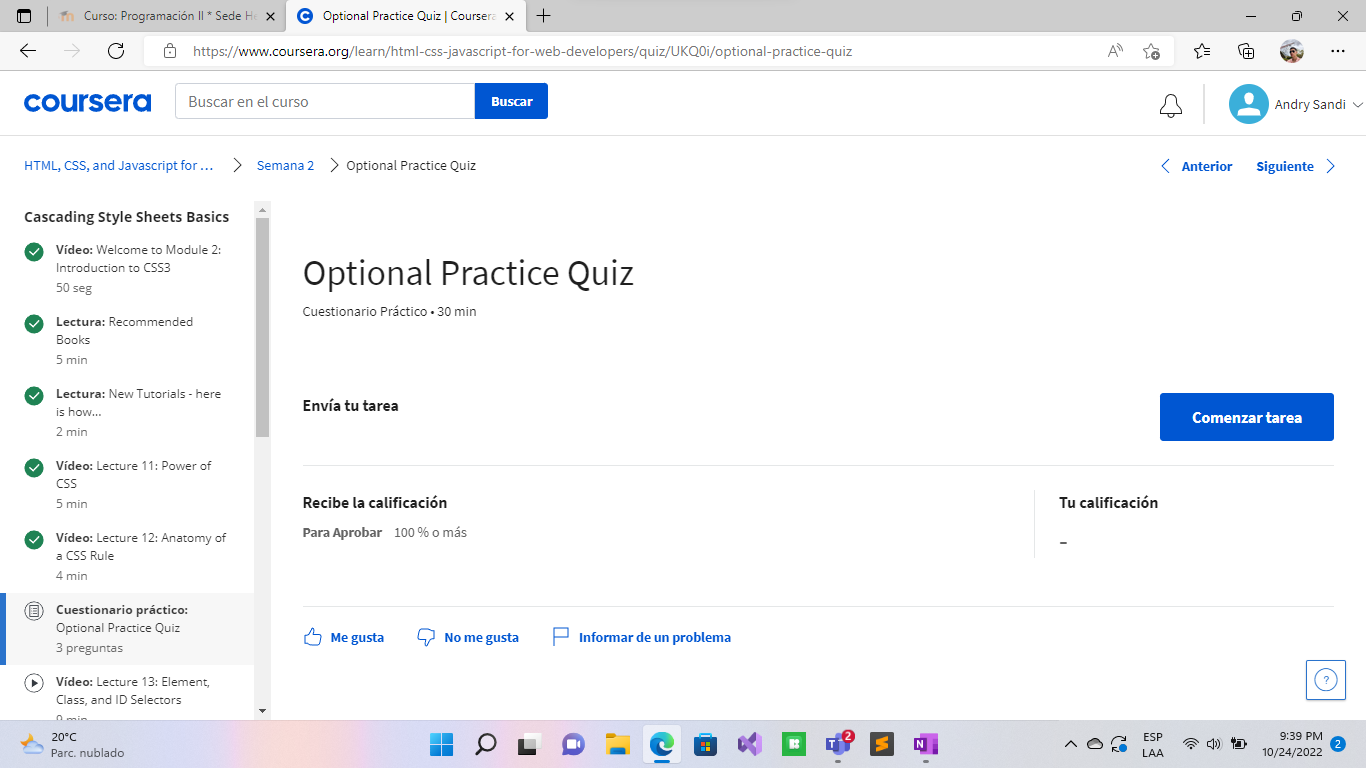 Curso: Programación II * Sede He
Optional Practice Quiz | Coursera
https://www.coursera.org/learn/html-css-javascript-for-web-developers/quiz/UKQ0i/optional-practice-quiz
coursera
Buscar en el curso
Buscar
Andry Sandi
HTML, CSS, and Javascript for ...
Semana 2
Optional Practice Quiz
Anterior
Siguiente
Cascading Style Sheets Basics
Vídeo: Welcome to Module 2:
Introduction to CSS3
50 seg
Lectura: Recommended
Books
5 min
Lectura: New Tutorials - here
is how...
2 min
Vídeo: Lecture 11: Power of
CSS
5 min
Vídeo: Lecture 12: Anatomy of
a CSS Rule
4 min
Cuestionario práctico:
Optional Practice Quiz
3 preguntas
Vídeo: Lecture 13: Element,
Class, and ID Selectors
9 min
Optional Practice Quiz
Cuestionario Práctico • 30 min
Envía tu tarea
Comenzar tarea
Recibe la calificación
Para Aprobar 100 % o más
Tu calificación
–
Me gusta
No me gusta
Informar de un problema
?
20°C
Parc. nublado
2
ESP
LAA
9:39 PM
10/24/2022
2